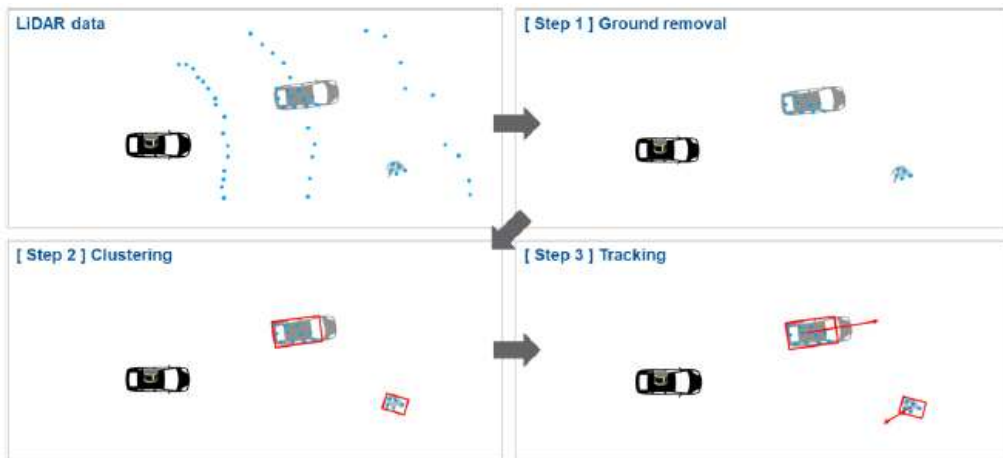 LiDAR data
[ Step 1 ] Ground removal
[ Step 2 ] Clustering
[ Step 3 ] Tracking